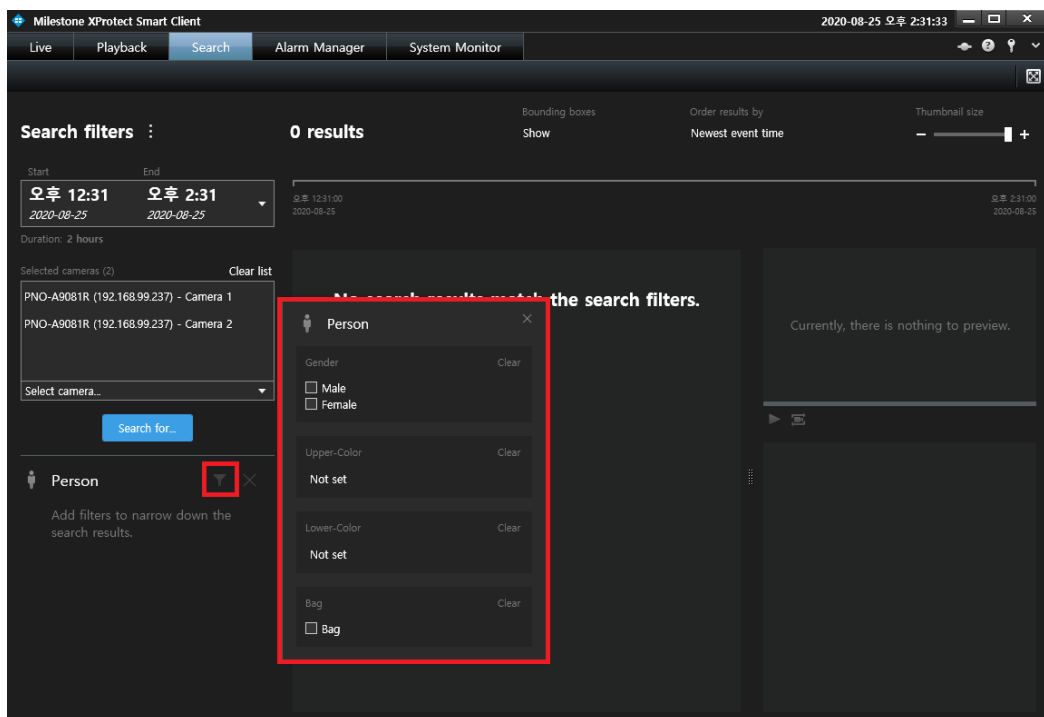 Milestone XProtect Smart Client
2020-08-25 오후 2:31:33
Live Playback Search Alarm Manager System Monitor
Search filters
0 results
Bounding boxes
Show
Order results by
Newest event time
Thumbnail size
Start End
오후 12:31 오후 2:31
2020-08-25 2020-08-25
Duration: 2 hours
오후 12:31:00
2020-08-25
오후 2:31:00
2020-08-25
Selected cameras (2) Clear list
PNO-A9081R (192.168.99.237) - Camera 1
PNO-A9081R (192.168.99.237) - Camera 2
Select camera...
Search for...
Person
Add filters to narrow down the
search results.
No search results match the search filters.
Person
Gender Clear
Male
Female
Upper-Color Clear
Not set
Lower-Color Clear
Not set
Bag Clear
Bag
Currently, there is nothing to preview.